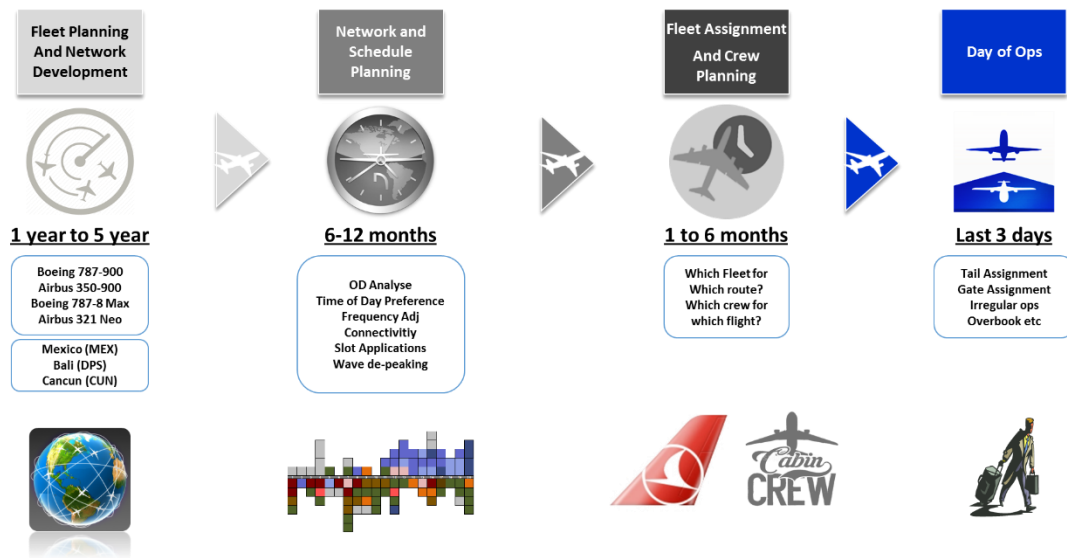 Fleet Planning
And Network
Development
Network and
Schedule
Planning
Fleet Assignment
And Crew
Planning
Day of Ops
1 year to 5 year
6-12 months
1 to 6 months
Last 3 days
Boeing 787-900
Airbus 350-900
Boeing 787-8 Max
Airbus 321 Neo
Mexico (MEX)
Bali (DPS)
Cancun (CUN)
OD Analyse
Time of Day Preference
Frequency Adj
Connectivitiy
Slot Applications
Wave de-peaking
Which Fleet for
Which route?
Which crew for
which flight?
Tail Assignment
Gate Assignment
Irregular ops
Overbook etc
Cabin
CREW